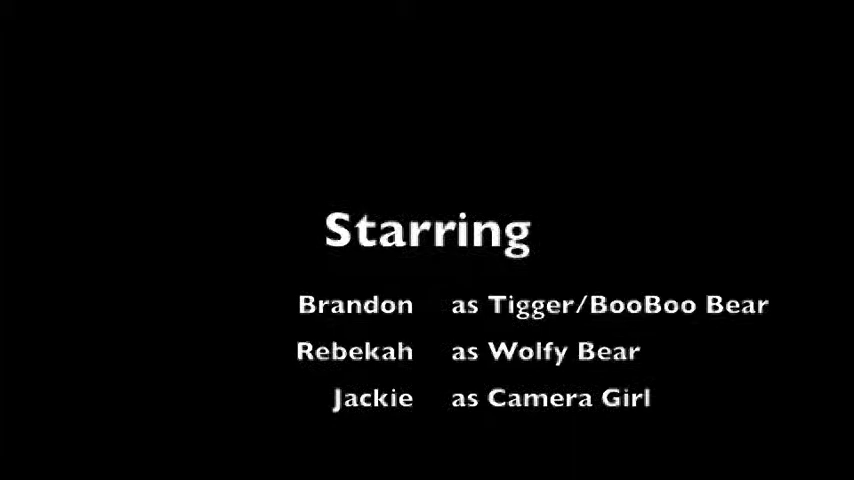 Starring
Brandon as Tigger/BooBoo Bear
Rebekah as Wolfy Bear
Jackie as Camera Girl